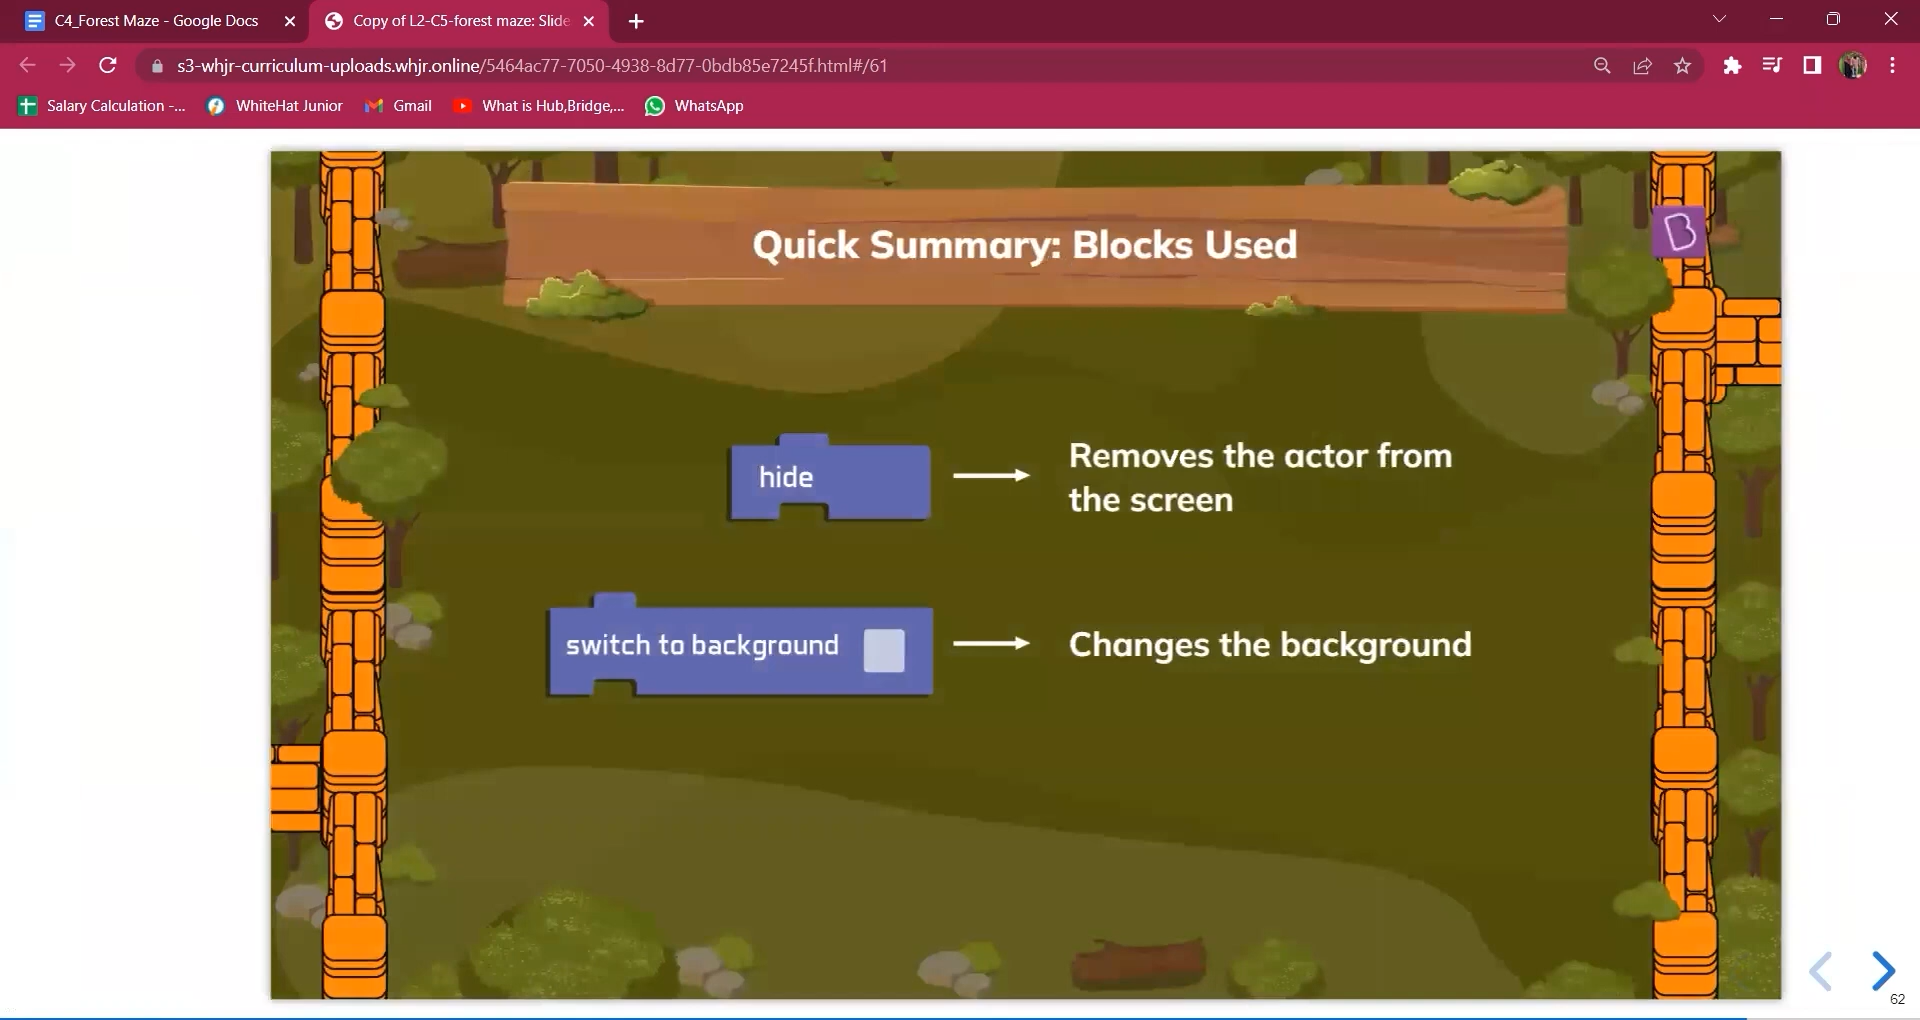 C4_Forest Maze - Google Docs
Copy of L2-C5-forest maze: Slide
s3-whjr-curriculum-uploads.whjr.online/5464ac77-7050-4938-8d77-0bdb85e7245f.html#/61
Salary Calculation -...
WhiteHat Junior
Gmail
What is Hub,Bridge,...
WhatsApp
Quick Summary: Blocks Used
B
hide
Removes the actor from
the screen
switch to background
Changes the background
62